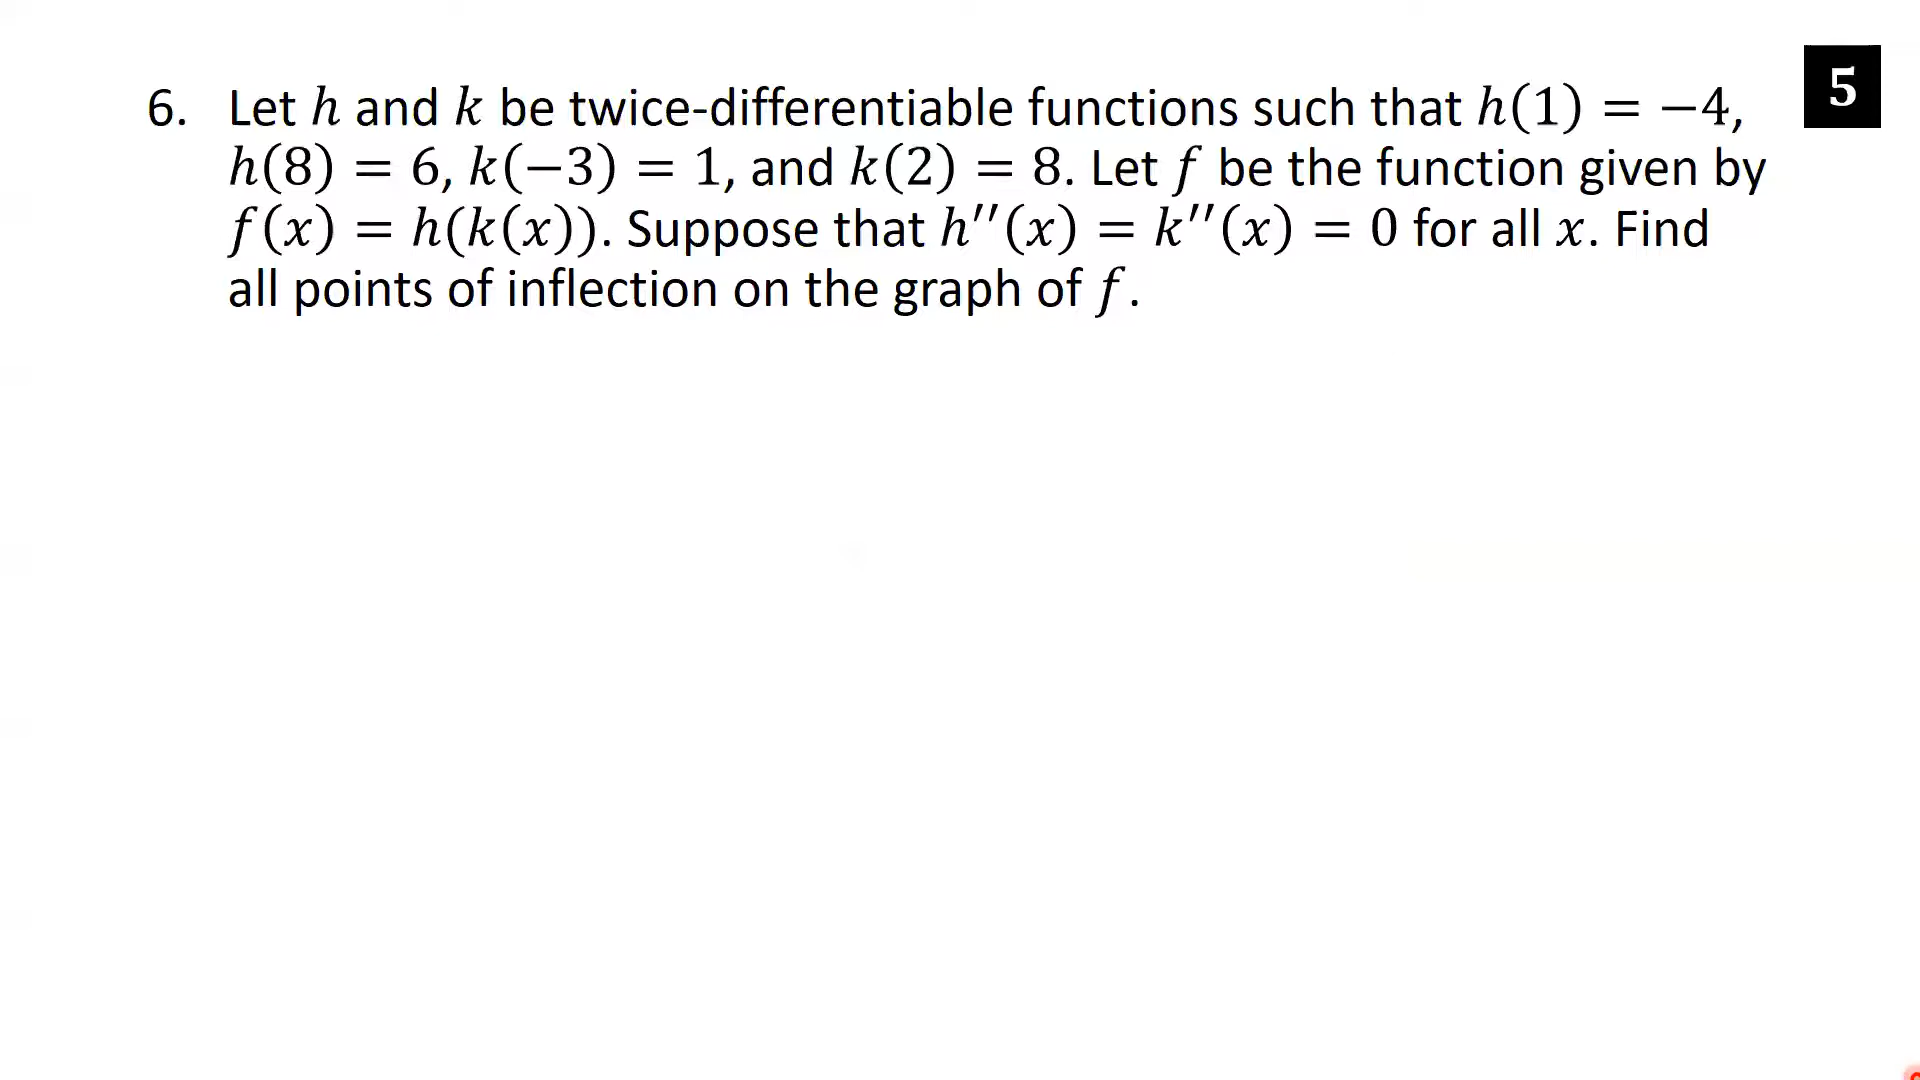 5
6. Let h and k be twice-differentiable functions such that h(1) = −4,
h(8) = 6, k(−3) = 1, and k(2) = 8. Let f be the function given by
f(x) = h(k(x)). Suppose that h′′(x) = k′′(x) = 0 for all x. Find
all points of inflection on the graph of f.